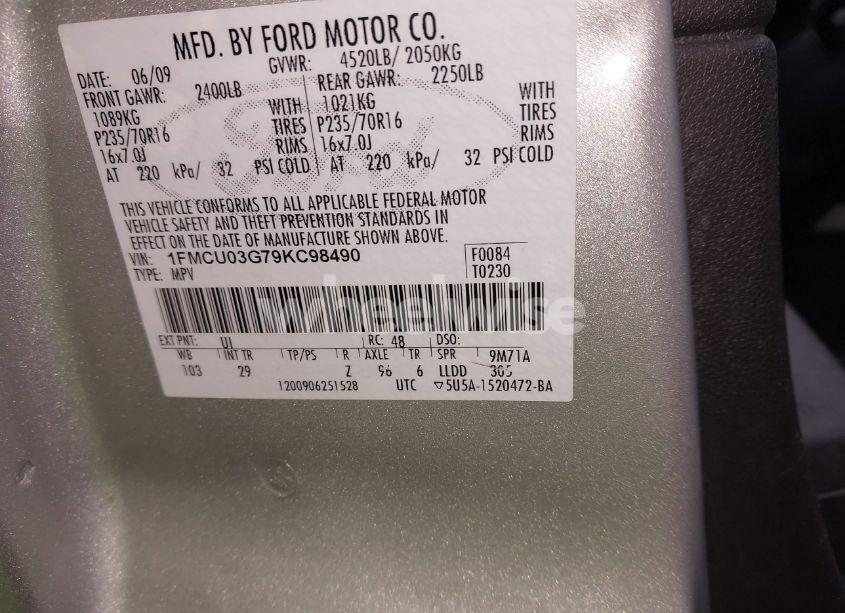 MFD. BY FORD MOTOR CO.
DATE: 06/09 GVWR: 4520LB/ 2050KG
FRONT GAWR: 2400LB REAR GAWR: 2250LB
1089KG WITH 1021KG WITH
P235/70R16 TIRES P235/70R16 TIRES
16x7.0J RIMS 16x7.0J RIMS
AT 220 kPa/ 32 PSI COLD AT 220 kPa/ 32 PSI COLD
Ford
THIS VEHICLE CONFORMS TO ALL APPLICABLE FEDERAL MOTOR
VEHICLE SAFETY AND THEFT PREVENTION STANDARDS IN
EFFECT ON THE DATE OF MANUFACTURE SHOWN ABOVE.
VIN: 1FMCU03G79KC98490 F0084
TYPE: MPV T0230
wheelwise
EXT PNT: UI RC: 48 DSO:
WB INT TR TP/PS R AXLE TR SPR 9M71A
103 29 Z 96 6 LLDD 305
1200906251528 UTC ▽5U5A-1520472-BA